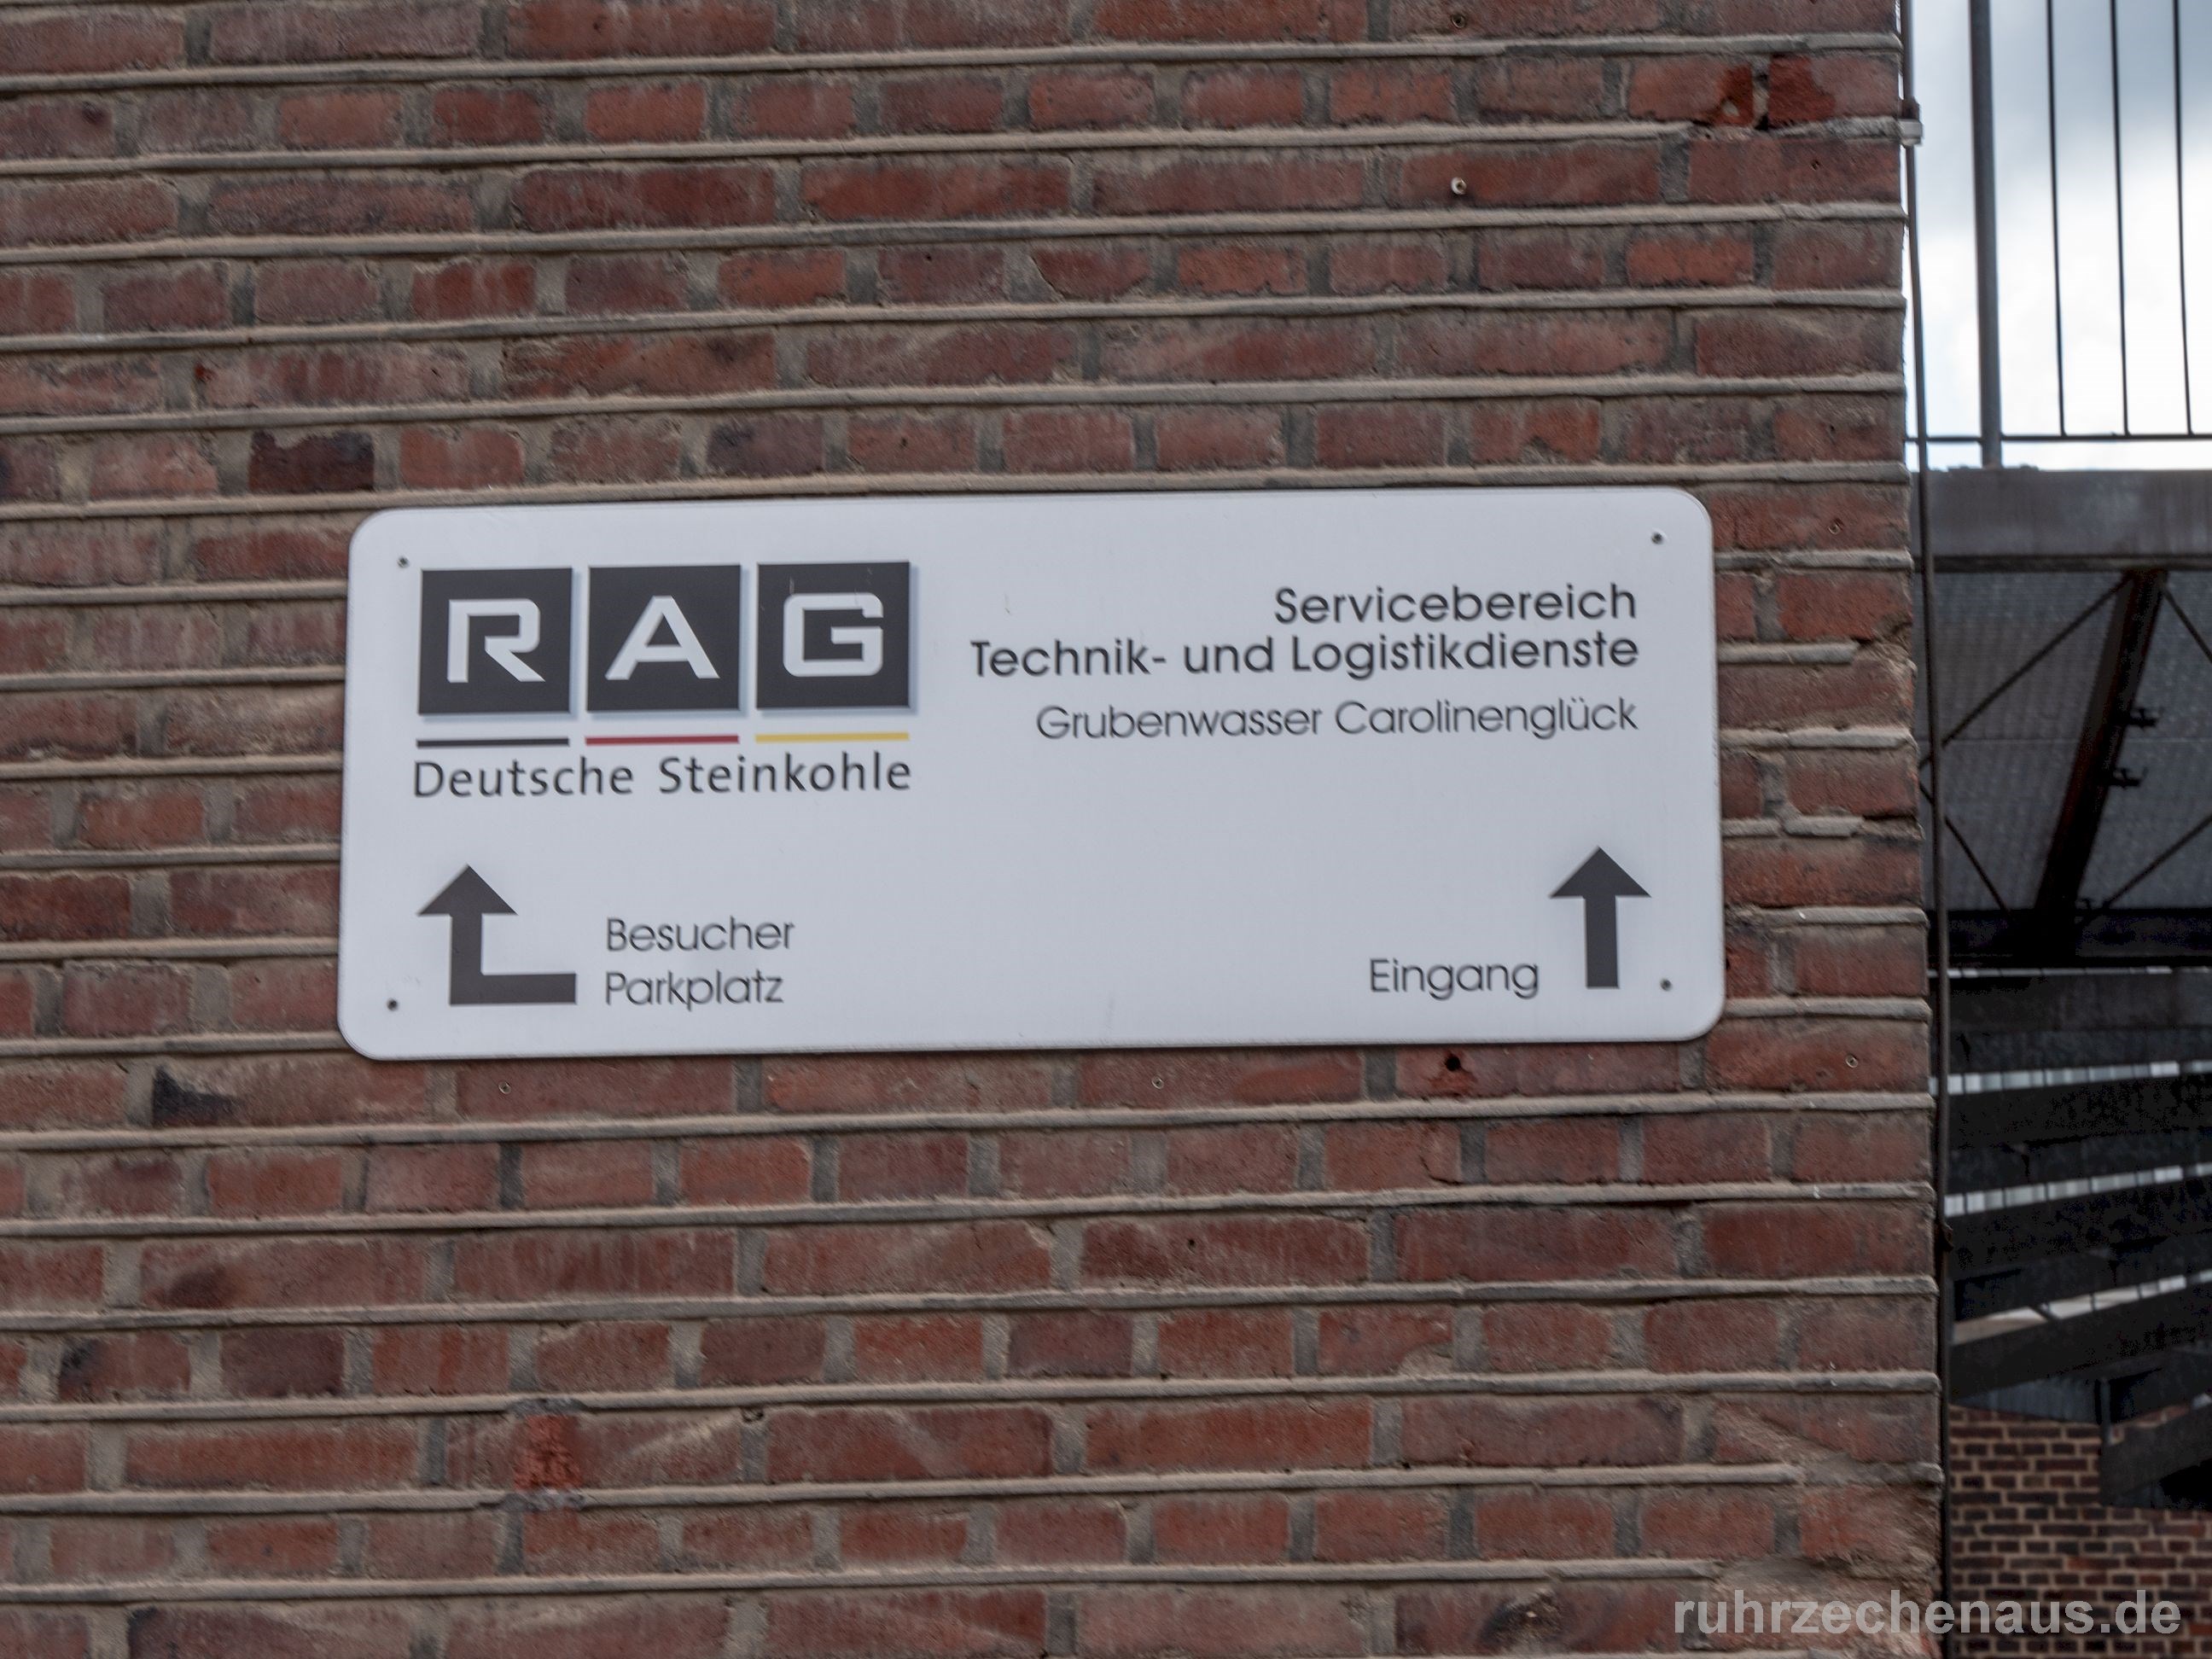 RAG
Deutsche Steinkohle
Servicebereich
Technik- und Logistikdienste
Grubenwasser Carolinenglück
Besucher
Parkplatz
Eingang
ruhrzechenaus.de